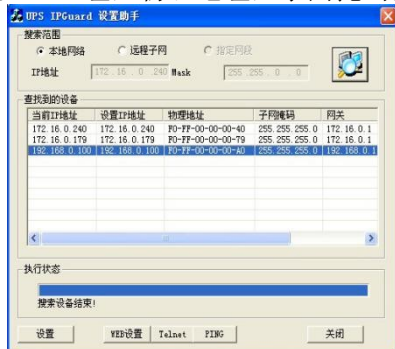 UPS IPGuard 设置助手
搜索范围
本地网络 远程子网 指定网段
IP地址 172 .16 . 0 .240 Mask 255 .255 . 0 . 0
查找到的设备
当前IP地址 设置IP地址 物理地址 子网掩码 网关
172.16.0.240 172.16.0.240 F0-FF-00-00-00-40 255.255.255.0 172.16.0.1
172.16.0.179 172.16.0.179 F0-FF-00-00-00-79 255.255.255.0 172.16.0.1
192.168.0.100 192.168.0.100 F0-FF-00-00-00-A0 255.255.255.0 192.168.0.1
执行状态
搜索设备结束!
设置 WEB设置 Telnet PING 关闭